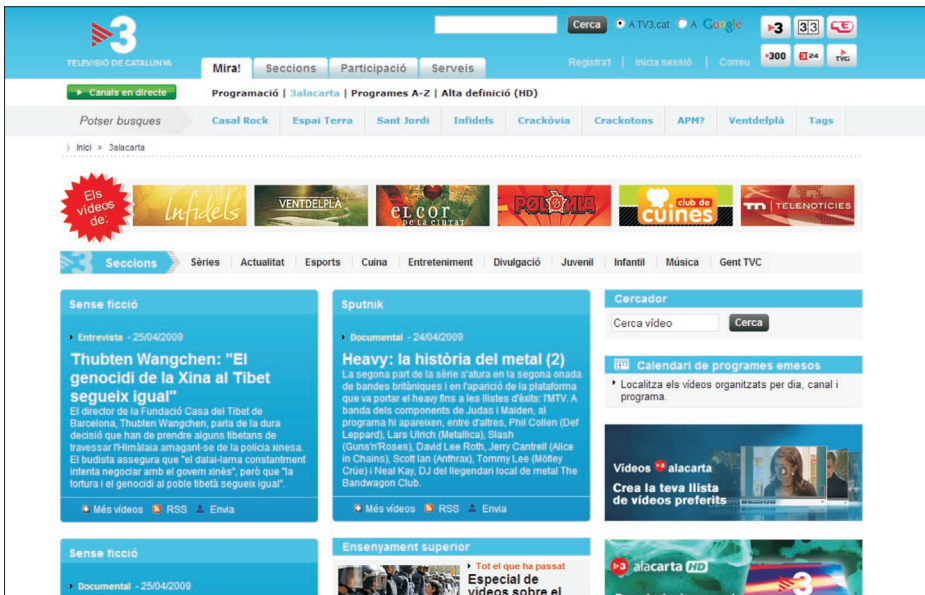 3
TELEVISIÓ DE CATALUNYA
Cerca A TV3.cat A Google
3 33 300 24 TVC
Mira! Seccions Participació Serveis
Registra't | Inicia sessió | Correu
Canals en directe
Programació | 3alacarta | Programes A-Z | Alta definició (HD)
Potser busques Casal Rock Espai Terra Sant Jordi Infidels Crackòvia Crackotons APM? Ventdelplà Tags
Inici > 3alacarta
Els
vídeos
de:
Infidels
VENTDELPLÀ
eLCOR
DE LA CIUTAT
POLÒNIA
club de
cuines
TN | TELENOTÍCIES
3 Seccions Sèries Actualitat Esports Cuina Entreteniment Divulgació Juvenil Infantil Música Gent TVC
Sense ficció
Entrevista - 25/04/2009
Thubten Wangchen: "El
genocidi de la Xina al Tibet
segueix igual"
El director de la Fundació Casa del Tibet de
Barcelona, Thubten Wangchen, parla de la dura
decisió que han de prendre alguns tibetans de
travessar l'Himàlaia amagant-se de la policia xinesa.
El budista assegura que "el dalai-lama constantment
intenta negociar amb el govern xinès", però que "la
tortura i el genocidi al poble tibetà segueix igual".
Més vídeos RSS Envia
Sputnik
Documental - 24/04/2009
Heavy: la història del metal (2)
La segona part de la sèrie s'atura en la segona onada
de bandes britàniques i en l'aparició de la plataforma
que va portar el heavy fins a les llistes d'èxits: l'MTV. A
banda dels components de Judas i Maiden, al
programa hi apareixen, entre d'altres, Phil Collen (Def
Leppard), Lars Ulrich (Metallica), Slash
(Guns'n'Roses), David Lee Roth, Jerry Cantrell (Alice
in Chains), Scott Ian (Anthrax), Tommy Lee (Mötley
Crüe) i Neal Kay, DJ del llegendari local de metal The
Bandwagon Club.
Més vídeos RSS Envia
Cercador
Cerca vídeo Cerca
Calendari de programes emesos
Localitza els vídeos organitzats per dia, canal i
programa.
Vídeos 3 alacarta
Crea la teva llista
de vídeos preferits
Sense ficció
Documental - 25/04/2009
Ensenyament superior
Tot el que ha passat
Especial de
vídeos sobre el
3 alacarta HD
3